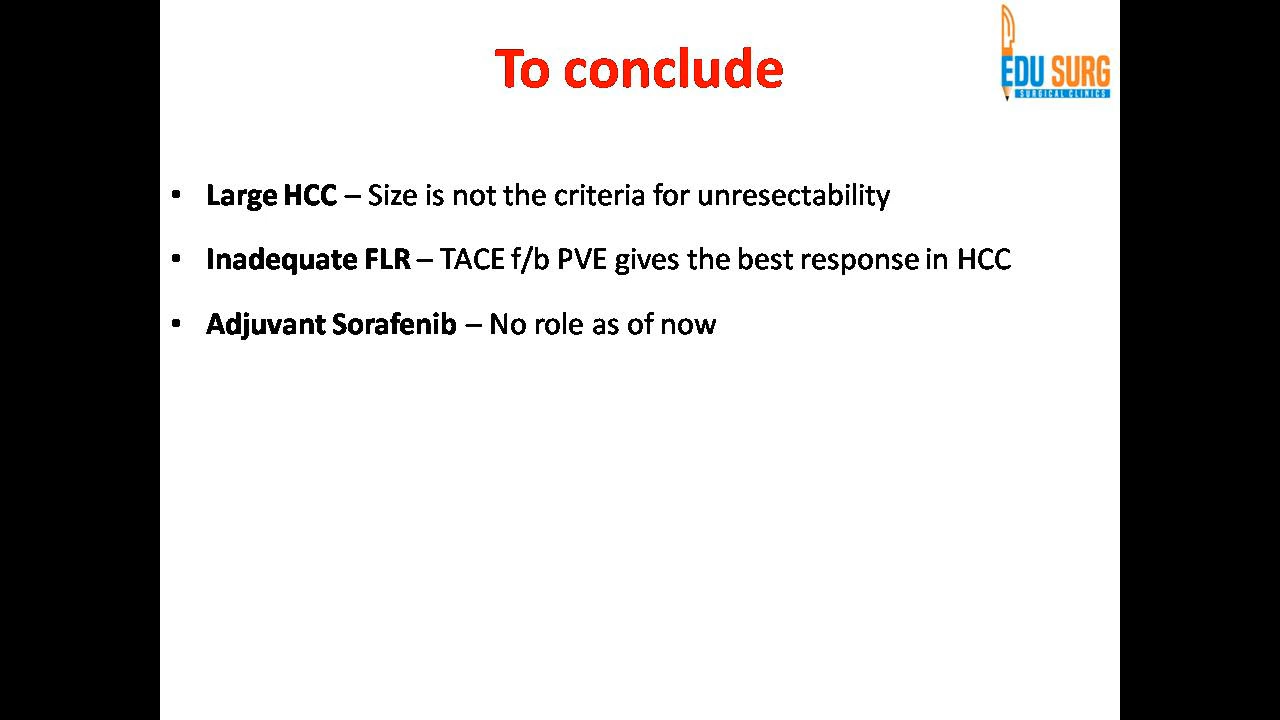 To conclude
EDU SURG
SURGICAL CLINICS
• Large HCC – Size is not the criteria for unresectability
• Inadequate FLR – TACE f/b PVE gives the best response in HCC
• Adjuvant Sorafenib – No role as of now